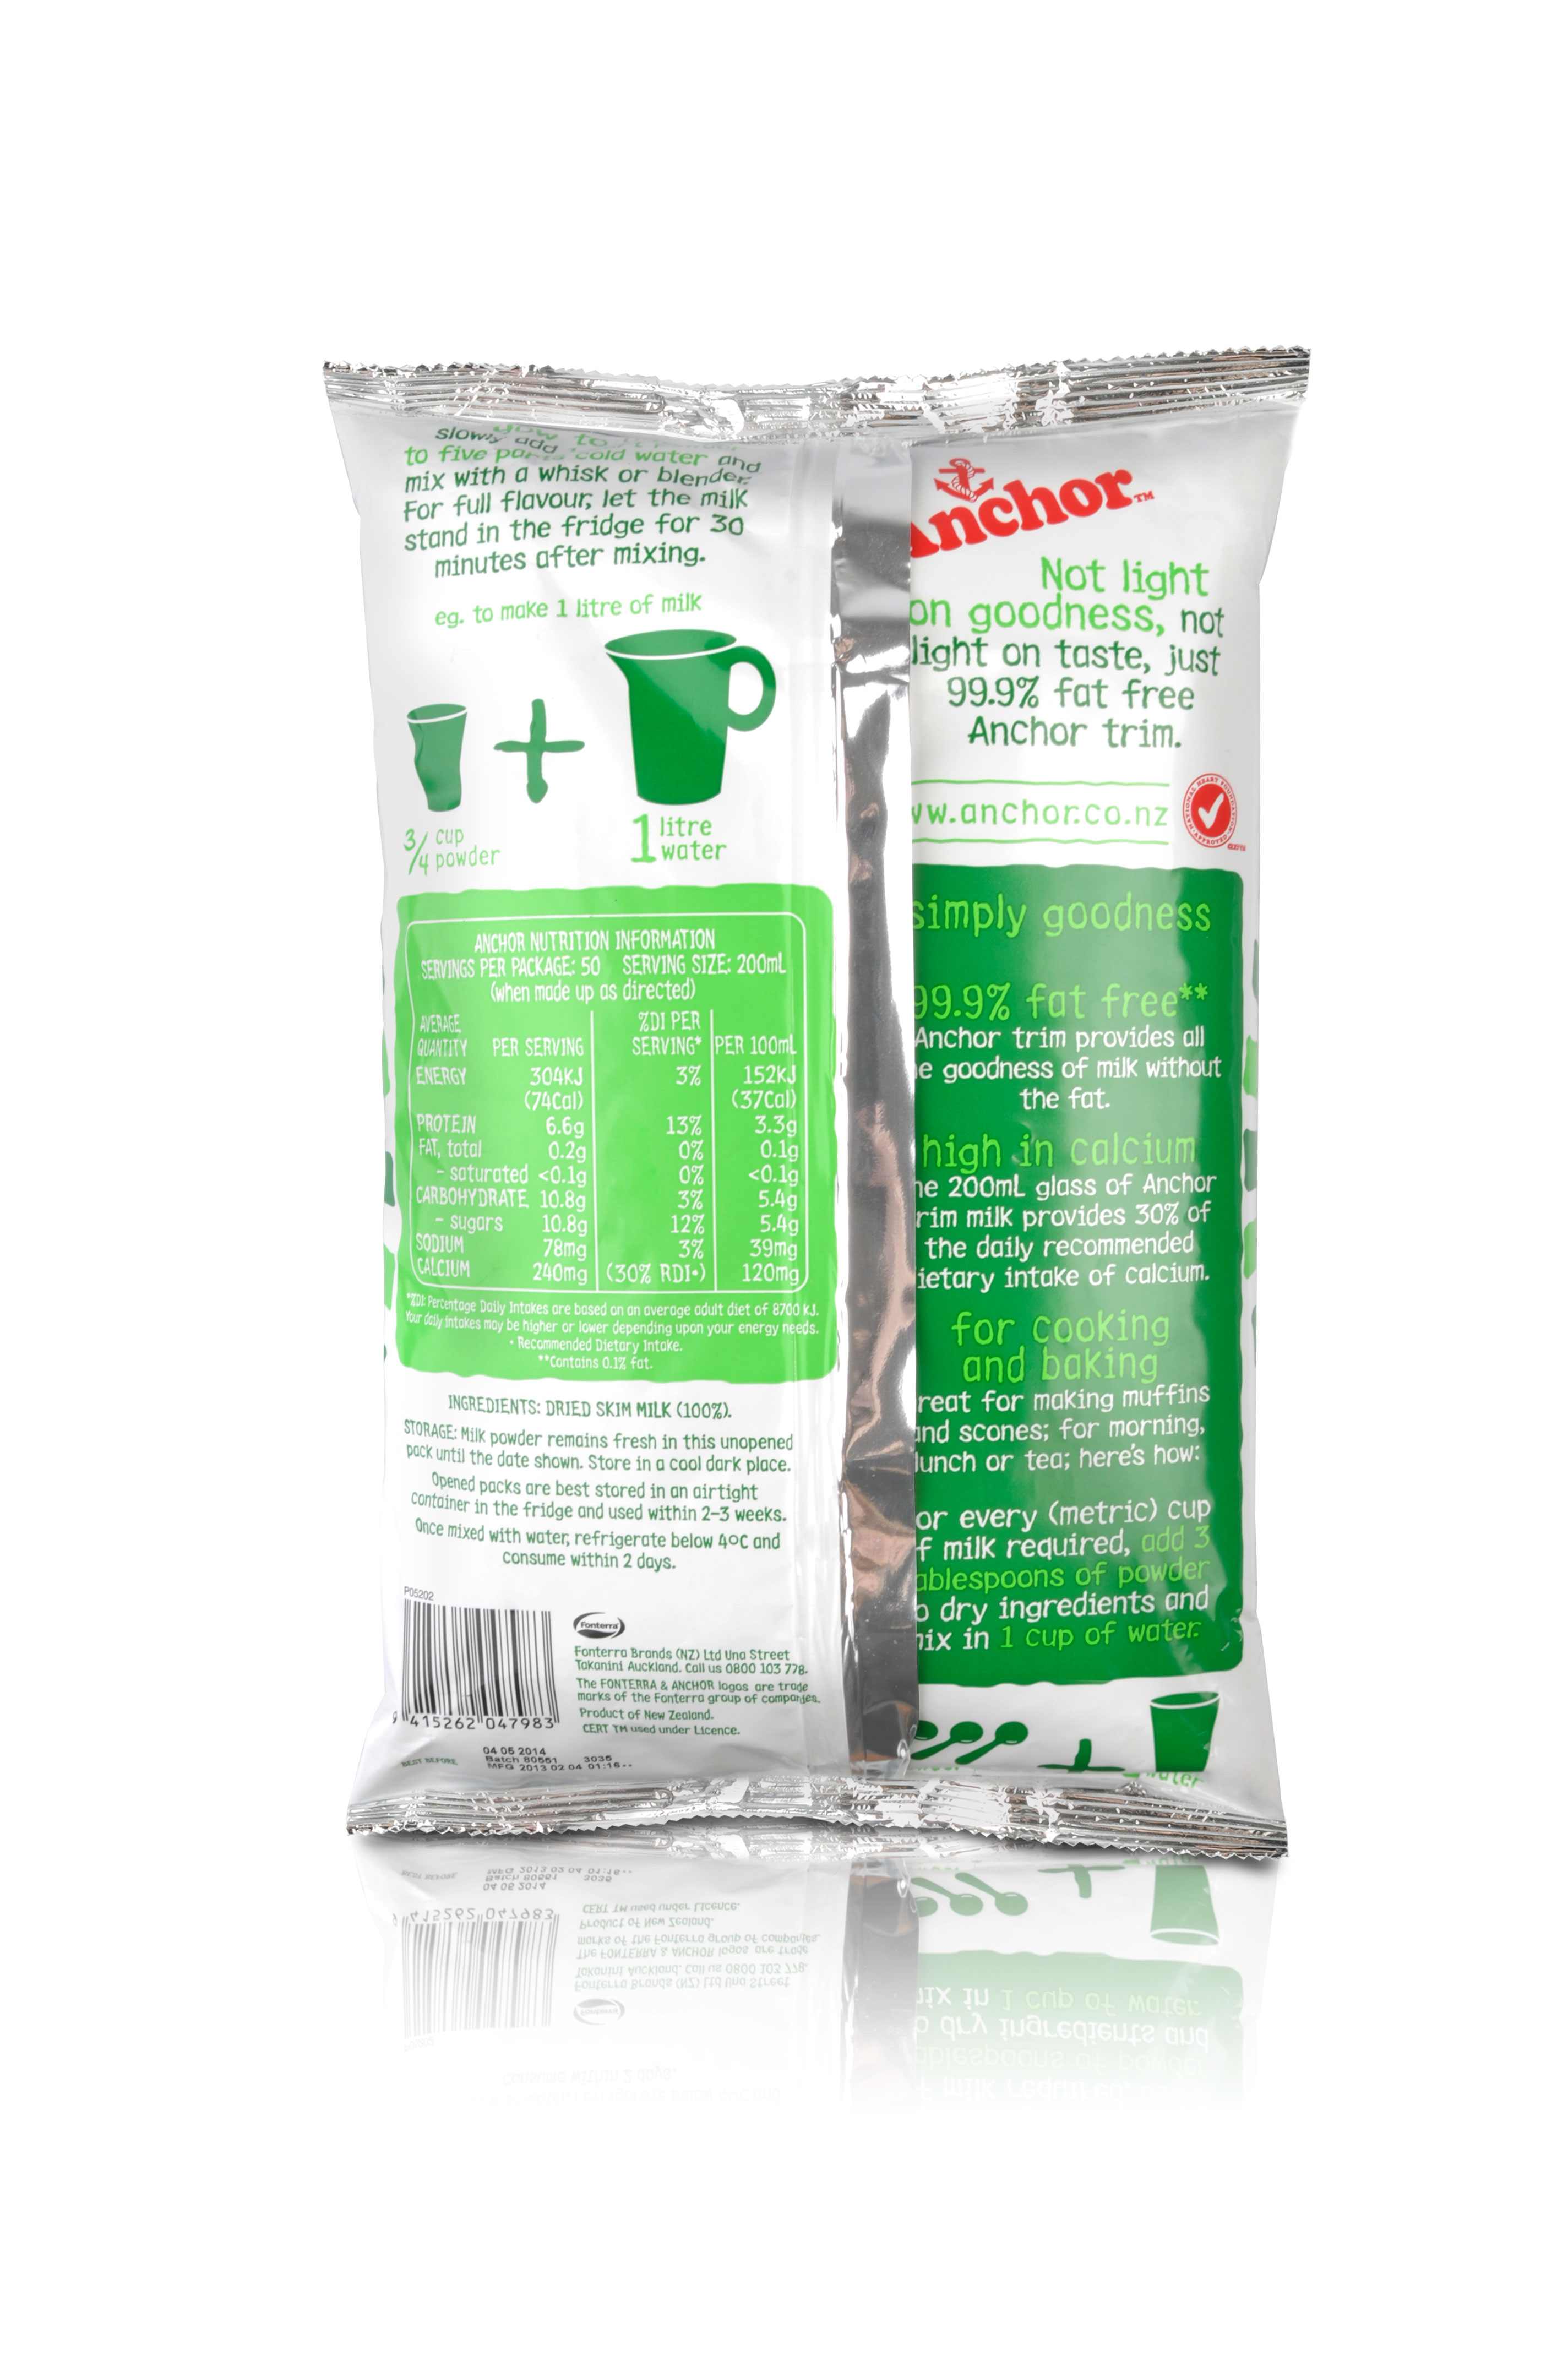 slowly add
to five parts cold water and
mix with a whisk or blender.
For full flavour, let the milk
stand in the fridge for 30
minutes after mixing.
eg. to make 1 litre of milk
3/4 cup
powder
1 litre
water
ANCHOR NUTRITION INFORMATION
SERVINGS PER PACKAGE: 50 SERVING SIZE: 200mL
(when made up as directed)
AVERAGE
QUANTITY PER SERVING %DI PER SERVING* PER 100mL
ENERGY 304kJ 3% 152kJ
(74Cal) (37Cal)
PROTEIN 6.6g 13% 3.3g
FAT, total 0.2g 0% 0.1g
- saturated <0.1g 0% <0.1g
CARBOHYDRATE 10.8g 3% 5.4g
- sugars 10.8g 12% 5.4g
SODIUM 78mg 3% 39mg
CALCIUM 240mg (30% RDI•) 120mg
*%DI: Percentage Daily Intakes are based on an average adult diet of 8700 kJ.
Your daily intakes may be higher or lower depending upon your energy needs.
• Recommended Dietary Intake.
**Contains 0.1% fat.
INGREDIENTS: DRIED SKIM MILK (100%).
STORAGE: Milk powder remains fresh in this unopened
pack until the date shown. Store in a cool dark place.
Opened packs are best stored in an airtight
container in the fridge and used within 2-3 weeks.
Once mixed with water, refrigerate below 4°C and
consume within 2 days.
P05202
9 415262 047983
Fonterra
Fonterra Brands (NZ) Ltd Una Street
Takanini Auckland. Call us 0800 103 778.
The FONTERRA & ANCHOR logos are trade
marks of the Fonterra group of companies.
Product of New Zealand.
CERT TM used under Licence.
BEST BEFORE
04 06 2014
Batch 80551 3035
MFG 2013 02 04 01:16--
Anchor™
Not light
on goodness, not
light on taste, just
99.9% fat free
Anchor trim.
ww.anchor.co.nz
simply goodness
99.9% fat free**
Anchor trim provides all
e goodness of milk without
the fat.
high in calcium
ne 200mL glass of Anchor
rim milk provides 30% of
the daily recommended
ietary intake of calcium.
for cooking
and baking
reat for making muffins
and scones; for morning,
lunch or tea; here's how:
or every (metric) cup
f milk required, add 3
ablespoons of powder
o dry ingredients and
mix in 1 cup of water.
water